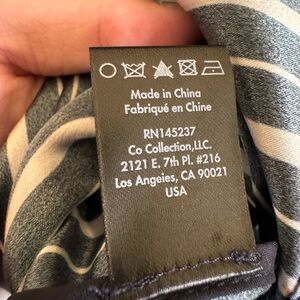 Made in China
Fabriqué en Chine
RN145237
Co Collection,LLC.
2121 E. 7th Pl. #216
Los Angeles, CA 90021
USA